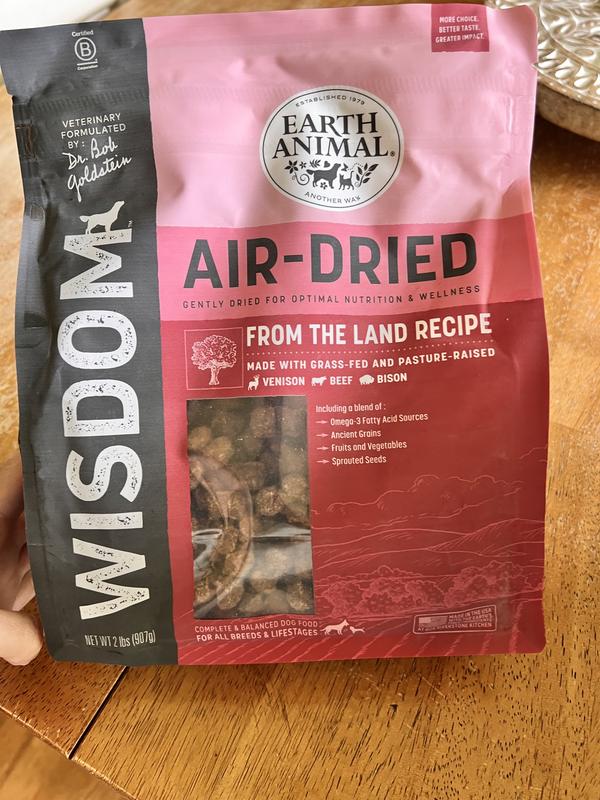 MORE CHOICE.
BETTER TASTE.
GREATER IMPACT.
Certified
B
Corporation
VETERINARY
FORMULATED
BY:
Dr. Bob
Goldstein
WISDOM
ESTABLISHED 1979
EARTH
ANIMAL®
ANOTHER WAY
AIR-DRIED
GENTLY DRIED FOR OPTIMAL NUTRITION & WELLNESS
FROM THE LAND RECIPE
MADE WITH GRASS-FED AND PASTURE-RAISED
VENISON BEEF BISON
Including a blend of:
Omega-3 Fatty Acid Sources
Ancient Grains
Fruits and Vegetables
Sprouted Seeds
NET WT 2 lbs (907g)
COMPLETE & BALANCED DOG FOOD
FOR ALL BREEDS & LIFESTAGES
MADE IN THE USA